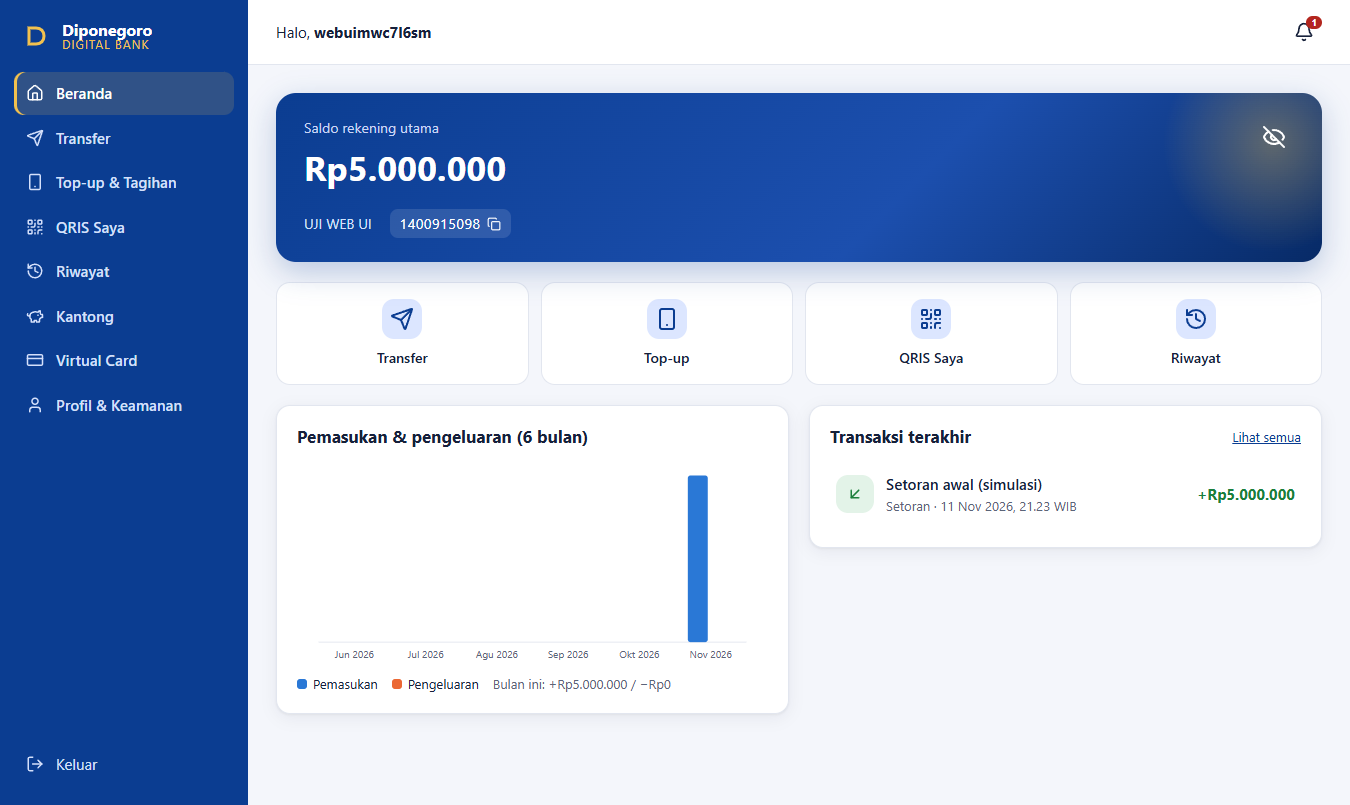 Diponegoro
DIGITAL BANK
Beranda
Transfer
Top-up & Tagihan
QRIS Saya
Riwayat
Kantong
Virtual Card
Profil & Keamanan
Keluar
Halo, webuimwc7l6sm
1
Saldo rekening utama
Rp5.000.000
UJI WEB UI 1400915098
Transfer
Top-up
QRIS Saya
Riwayat
Pemasukan & pengeluaran (6 bulan)
Jun 2026 Jul 2026 Agu 2026 Sep 2026 Okt 2026 Nov 2026
Pemasukan Pengeluaran Bulan ini: +Rp5.000.000 / −Rp0
Transaksi terakhir Lihat semua
Setoran awal (simulasi)
Setoran · 11 Nov 2026, 21.23 WIB
+Rp5.000.000